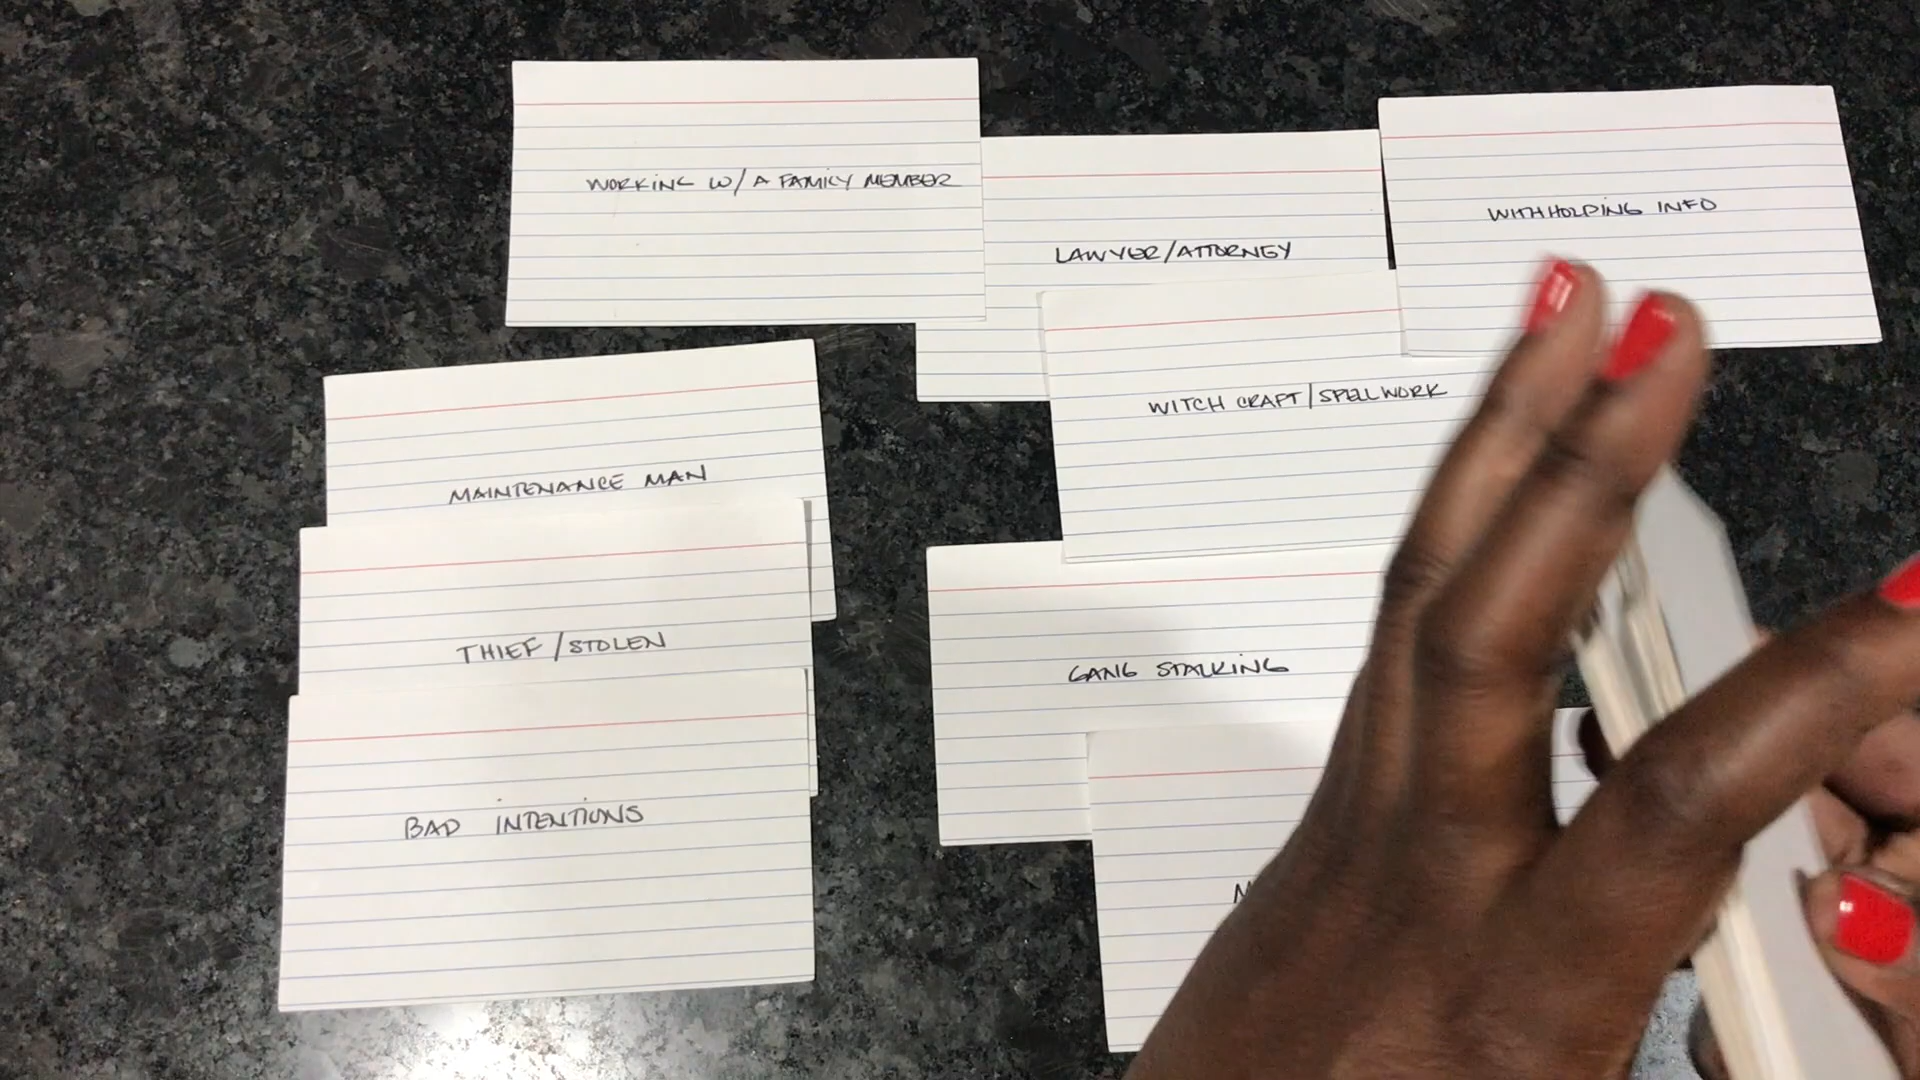 WORKING W/A FAMILY MEMBER
LAWYER/ATTORNEY
WITHHOLDING INFO
WITCH CRAFT/SPELLWORK
MAINTENANCE MAN
THIEF/STOLEN
GANG STALKING
BAD INTENTIONS